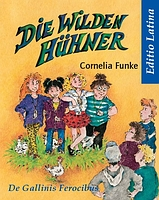 DIE WILDEN
HÜHNER
Cornelia Funke
Editio Latina
De Gallinis Ferocibus